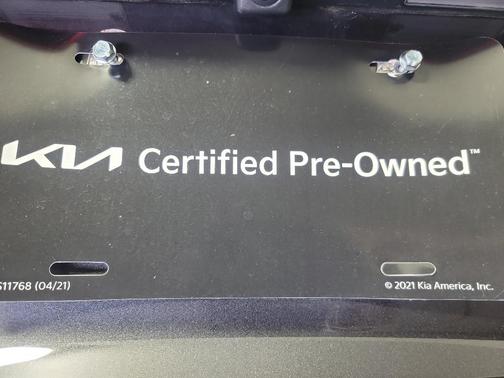 KIA Certified Pre-Owned™
S11768 (04/21)
© 2021 Kia America, Inc.